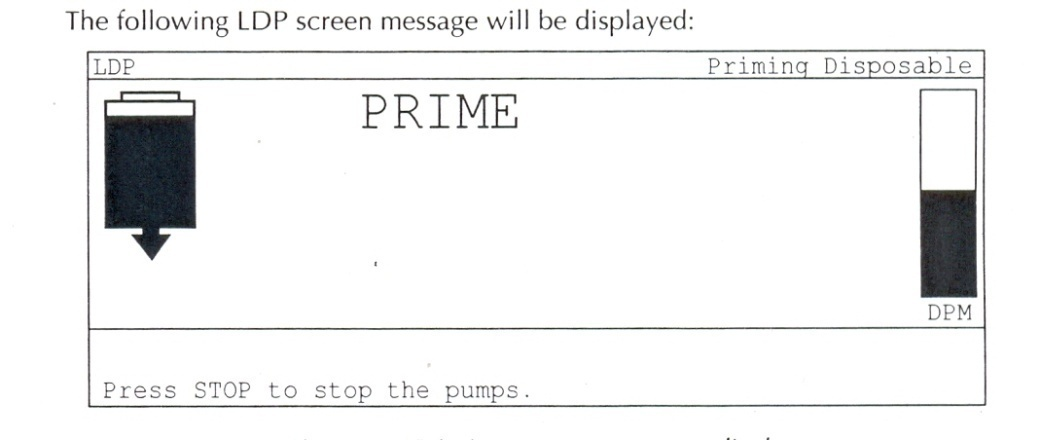 The following LDP screen message will be displayed:
LDP Priming Disposable
PRIME
DPM
Press STOP to stop the pumps.